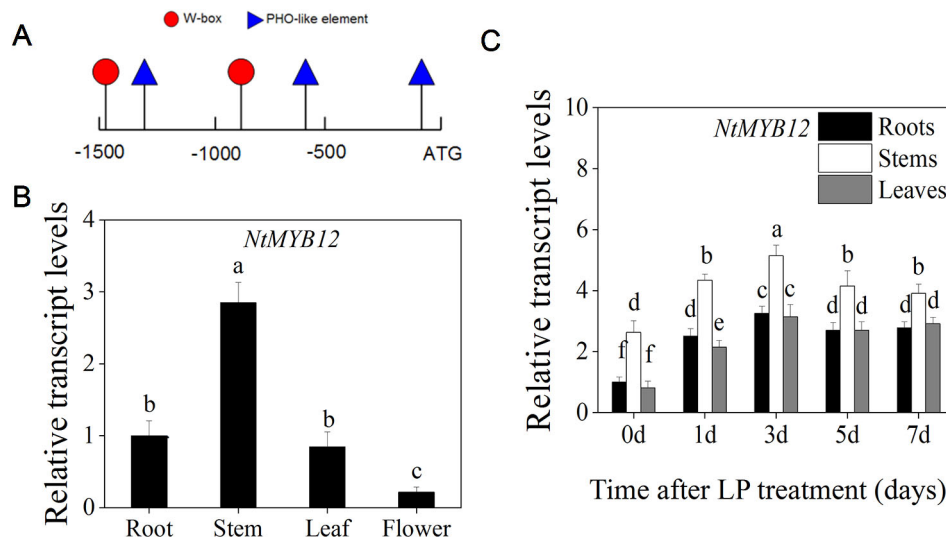 A
W-box PHO-like element
-1500 -1000 -500 ATG
B
Relative transcript levels
NtMYB12
4
3
2
1
0
b
a
b
c
Root Stem Leaf Flower
C
Relative transcript levels
NtMYB12
Roots
Stems
Leaves
10
8
6
4
2
0
f d f
d b e
c a c
d b d
d b d
0d 1d 3d 5d 7d
Time after LP treatment (days)